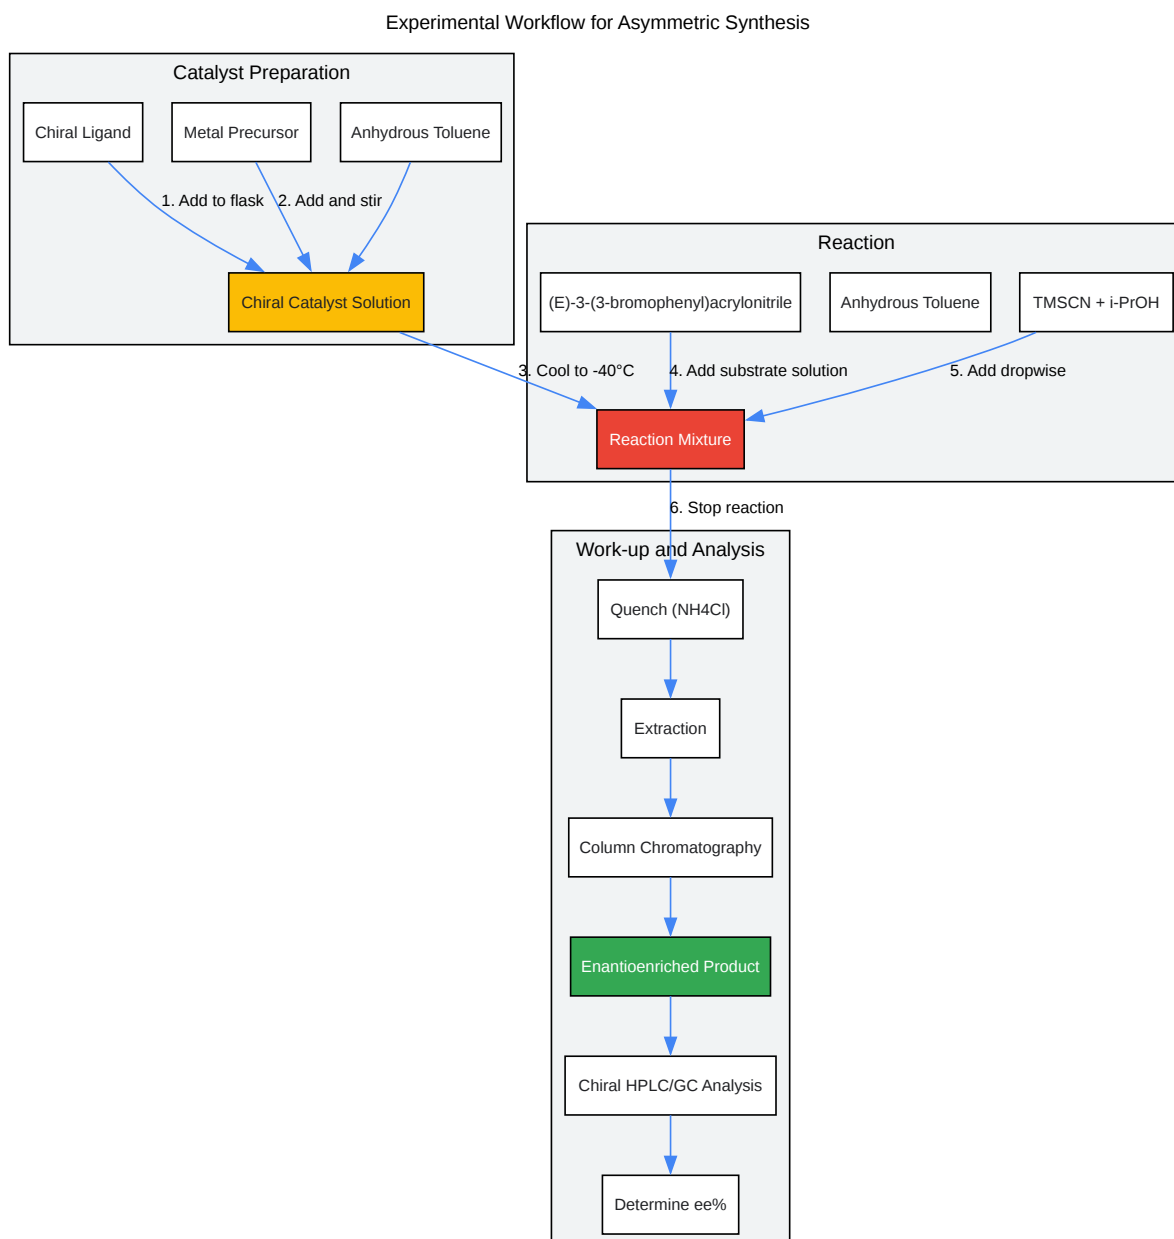 Experimental Workflow for Asymmetric Synthesis
Catalyst Preparation
Chiral Ligand
Metal Precursor
Anhydrous Toluene
1. Add to flask
2. Add and stir
Chiral Catalyst Solution
Reaction
(E)-3-(3-bromophenyl)acrylonitrile
Anhydrous Toluene
TMSCN + i-PrOH
3. Cool to -40°C
4. Add substrate solution
5. Add dropwise
Reaction Mixture
6. Stop reaction
Work-up and Analysis
Quench (NH4Cl)
Extraction
Column Chromatography
Enantioenriched Product
Chiral HPLC/GC Analysis
Determine ee%